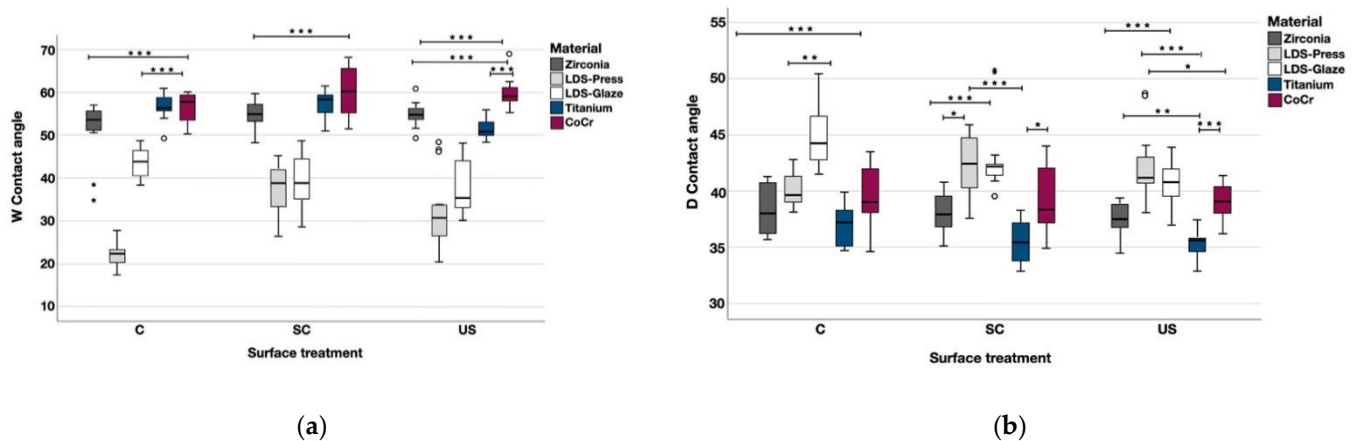 W Contact angle
70
60
50
40
30
20
10
* * *
* * *
* * *
* * *
* * *
* * *
C
SC
US
Surface treatment
Material
Zirconia
LDS-Press
LDS-Glaze
Titanium
CoCr
(a)
D Contact angle
55
50
45
40
35
30
* * *
* *
* * *
* * *
*
*
* * *
* * *
*
* *
* * *
C
SC
US
Surface treatment
Material
Zirconia
LDS-Press
LDS-Glaze
Titanium
CoCr
(b)